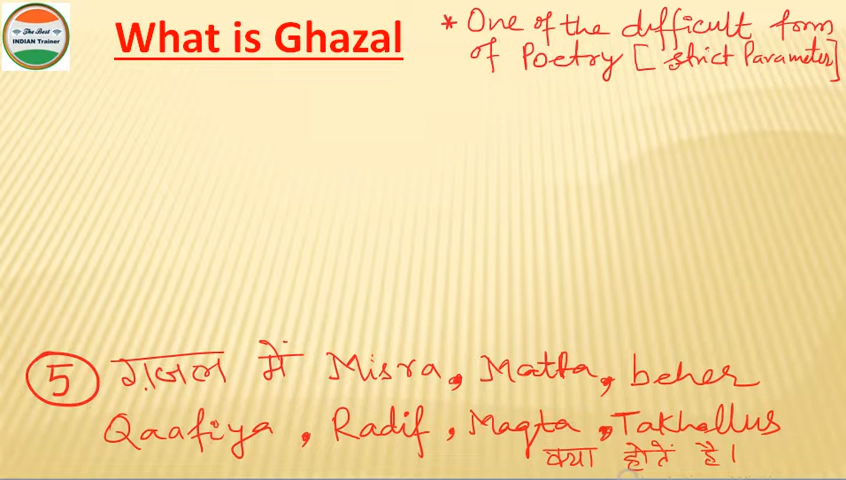 The Best
INDIAN Trainer
What is Ghazal
* One of the difficult form
of Poetry [strict Parameter]
5 ग़ज़ल में Misra, Matla, beher
Qaafiya, Radif, Maqta, Takhallus
क्या होतें है।